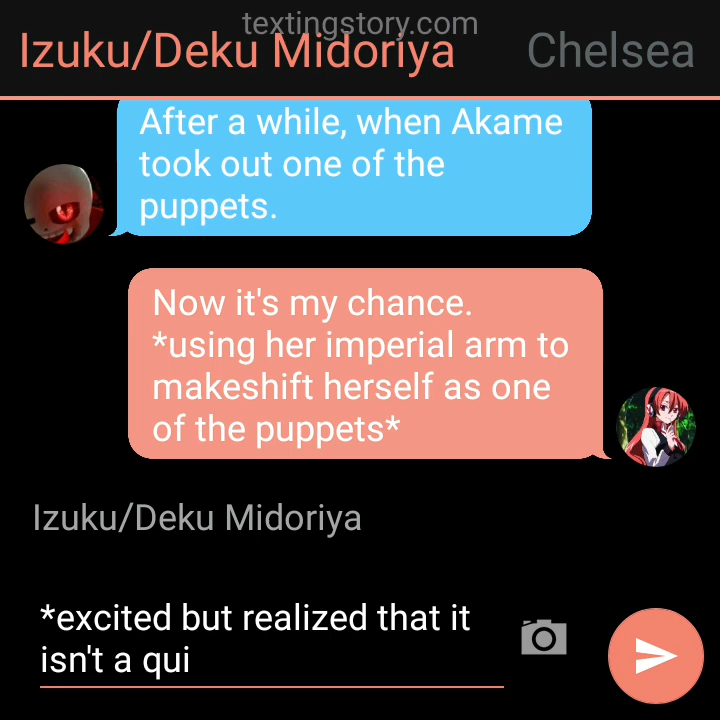 textingstory.com
Izuku/Deku Midoriya
Chelsea
After a while, when Akame
took out one of the
puppets.
Now it's my chance.
*using her imperial arm to
makeshift herself as one
of the puppets*
Izuku/Deku Midoriya
*excited but realized that it
isn't a qui